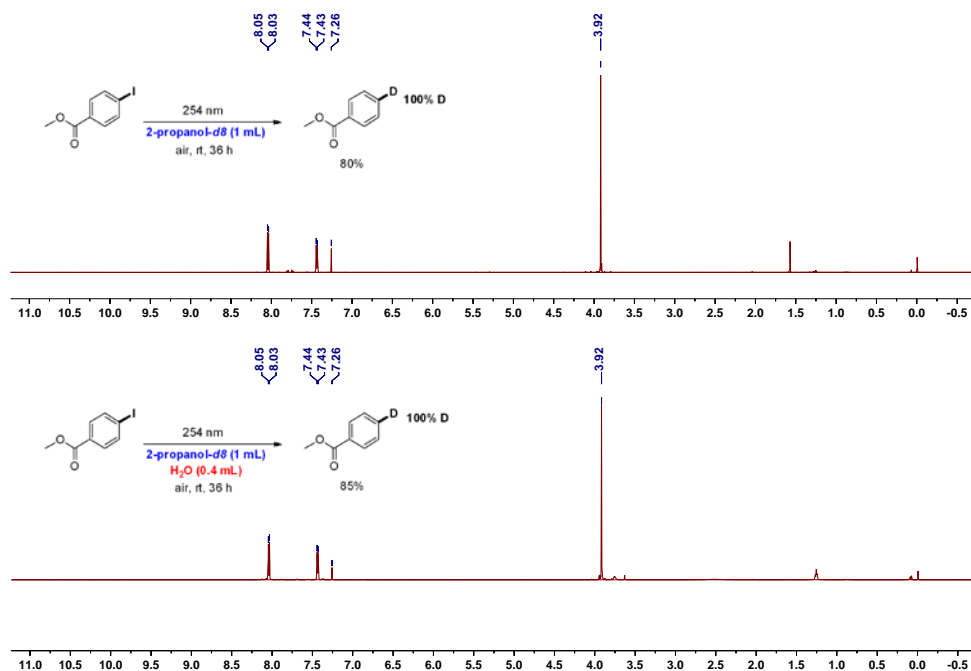 8.05
8.03
7.44
7.43
7.26
3.92
I
O
O
254 nm
2-propanol-d8 (1 mL)
air, rt, 36 h
D 100% D
O
O
80%
11.0 10.5 10.0 9.5 9.0 8.5 8.0 7.5 7.0 6.5 6.0 5.5 5.0 4.5 4.0 3.5 3.0 2.5 2.0 1.5 1.0 0.5 0.0 -0.5
8.05
8.03
7.44
7.43
7.26
3.92
I
O
O
254 nm
2-propanol-d8 (1 mL)
H₂O (0.4 mL)
air, rt, 36 h
D 100% D
O
O
85%
11.0 10.5 10.0 9.5 9.0 8.5 8.0 7.5 7.0 6.5 6.0 5.5 5.0 4.5 4.0 3.5 3.0 2.5 2.0 1.5 1.0 0.5 0.0